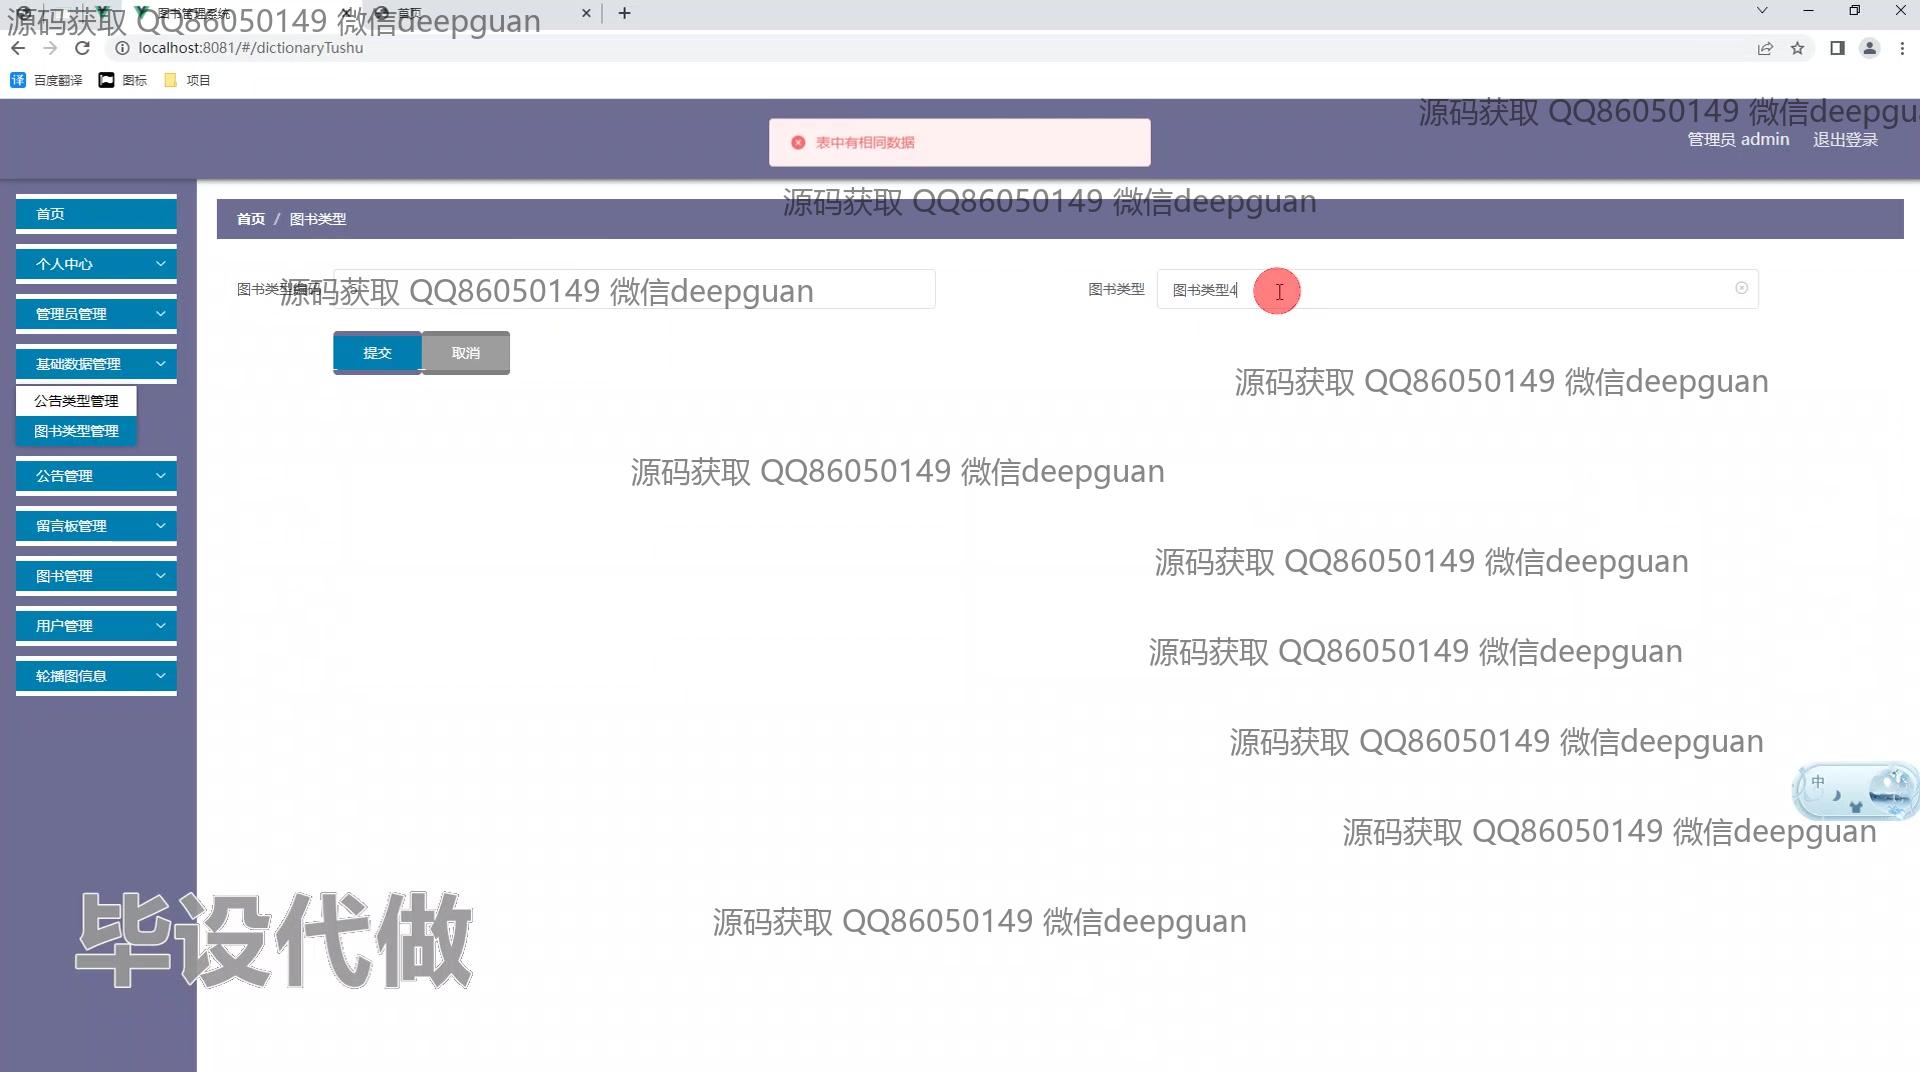 图书管理系统
首页
源码获取 QQ86050149 微信deepguan
localhost:8081/#/dictionaryTushu
百度翻译
图标
项目
源码获取 QQ86050149 微信deepgu
表中有相同数据
管理员 admin
退出登录
源码获取 QQ86050149 微信deepguan
首页 / 图书类型
首页
个人中心
管理员管理
基础数据管理
公告类型管理
图书类型管理
公告管理
留言板管理
图书管理
用户管理
轮播图信息
图书类型编码
源码获取 QQ86050149 微信deepguan
图书类型
图书类型4
提交
取消
源码获取 QQ86050149 微信deepguan
源码获取 QQ86050149 微信deepguan
源码获取 QQ86050149 微信deepguan
源码获取 QQ86050149 微信deepguan
源码获取 QQ86050149 微信deepguan
中
源码获取 QQ86050149 微信deepguan
毕设代做
源码获取 QQ86050149 微信deepguan